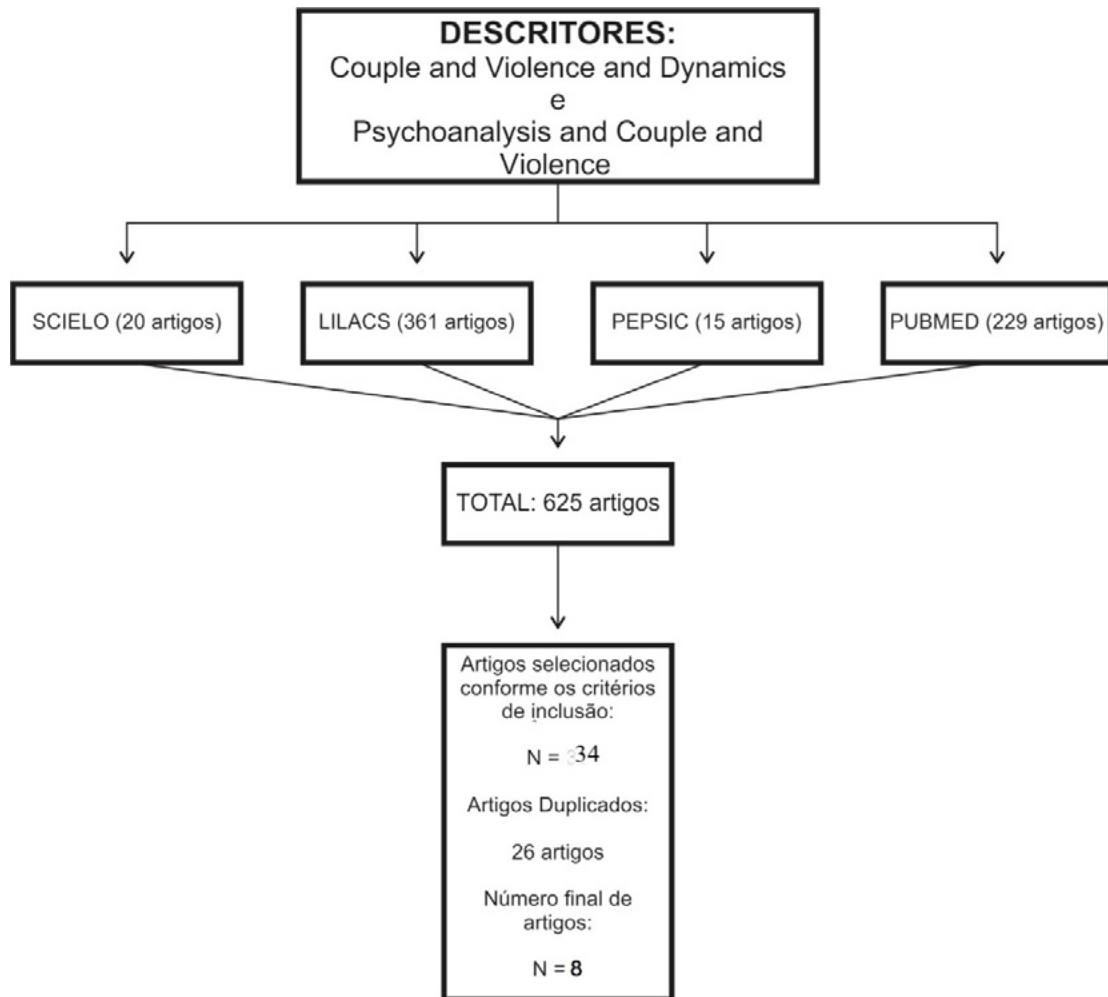 DESCRITORES:
Couple and Violence and Dynamics
e
Psychoanalysis and Couple and
Violence
SCIELO (20 artigos)
LILACS (361 artigos)
PEPSIC (15 artigos)
PUBMED (229 artigos)
TOTAL: 625 artigos
Artigos selecionados
conforme os critérios
de inclusão:
N = 34
Artigos Duplicados:
26 artigos
Número final de
artigos:
N = 8